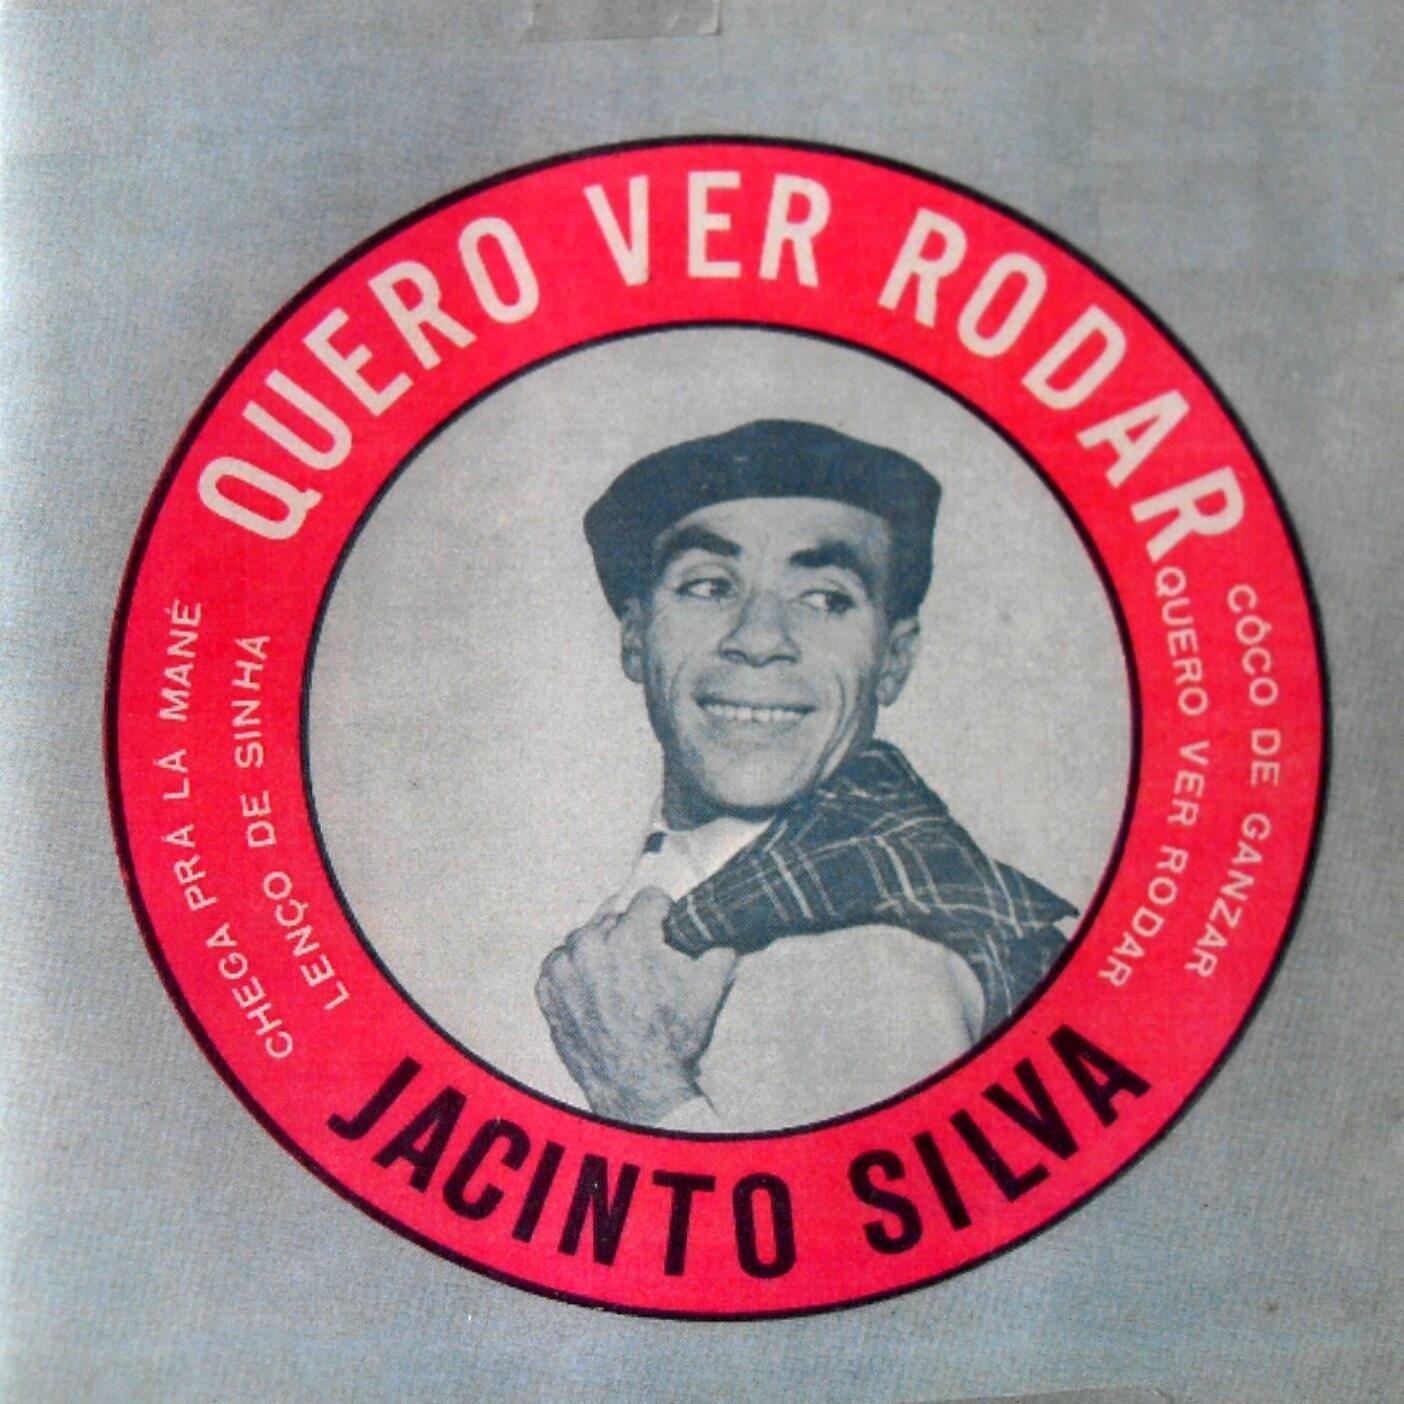 QUERO VER RODAR
CHEGA PRÁ LÁ MANÉ
LENÇO DE SINHÁ
CÔCO DE GANZAR
QUERO VER RODAR
JACINTO SILVA